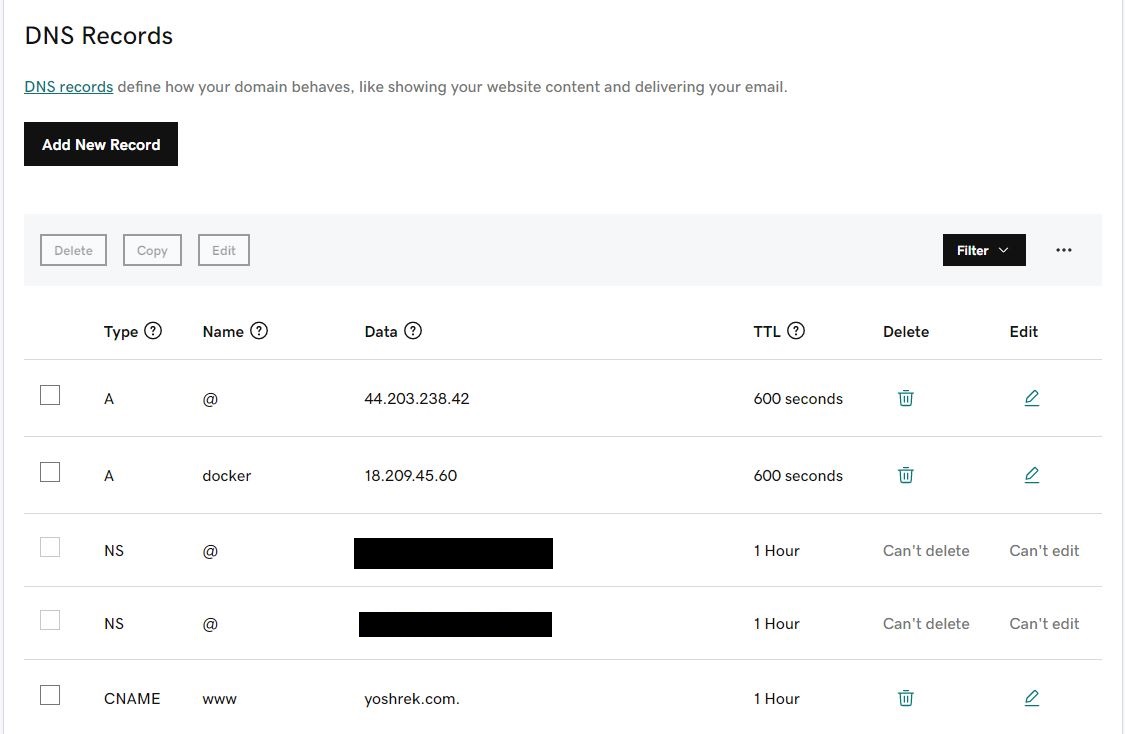 DNS Records
DNS records define how your domain behaves, like showing your website content and delivering your email.
Add New Record
Delete Copy Edit Filter
Type Name Data TTL Delete Edit
A @ 44.203.238.42 600 seconds
A docker 18.209.45.60 600 seconds
NS @ 1 Hour Can't delete Can't edit
NS @ 1 Hour Can't delete Can't edit
CNAME www yoshrek.com. 1 Hour